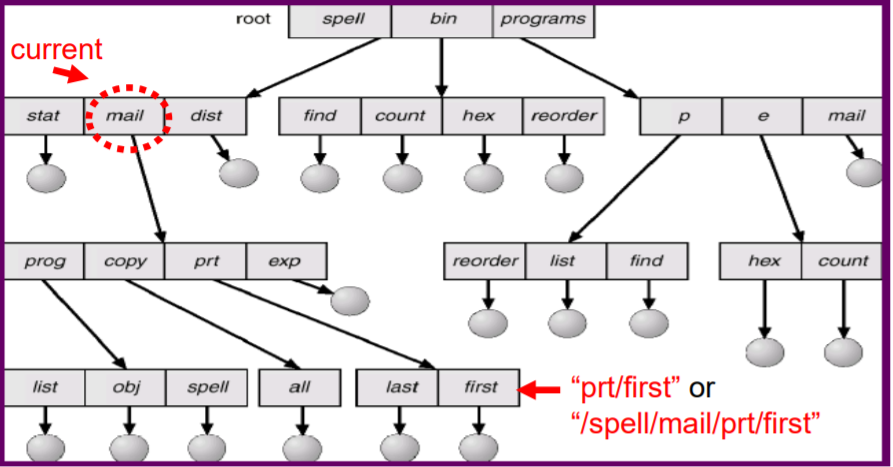 root spell bin programs
current
stat mail dist find count hex reorder p e mail
prog copy prt exp reorder list find hex count
list obj spell all last first “prt/first” or
“/spell/mail/prt/first”